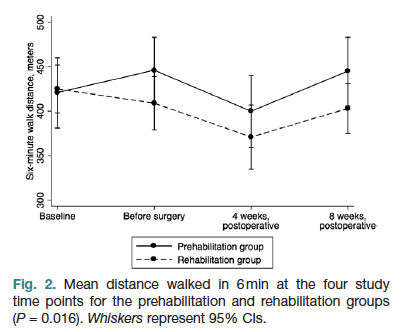 500
450
400
350
300
Six-minute walk distance, meters
Baseline
Before surgery
4 weeks,
postoperative
8 weeks,
postoperative
Prehabilitation group
Rehabilitation group
Fig. 2. Mean distance walked in 6 min at the four study
time points for the prehabilitation and rehabilitation groups
(P = 0.016). Whiskers represent 95% CIs.